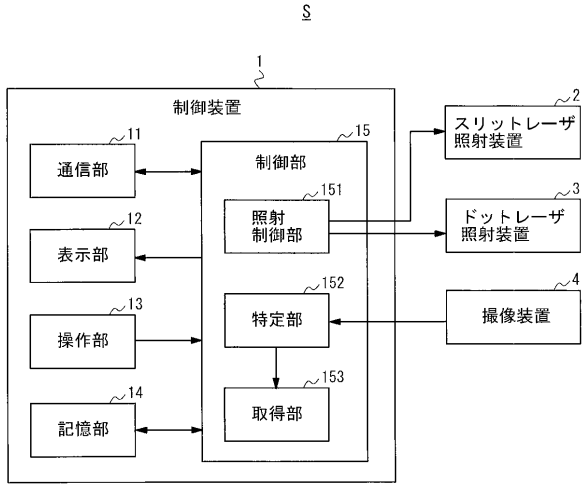 S
1
制御装置
11
通信部
12
表示部
13
操作部
14
記憶部
15
制御部
151
照射
制御部
152
特定部
153
取得部
2
スリットレーザ
照射装置
3
ドットレーザ
照射装置
4
撮像装置